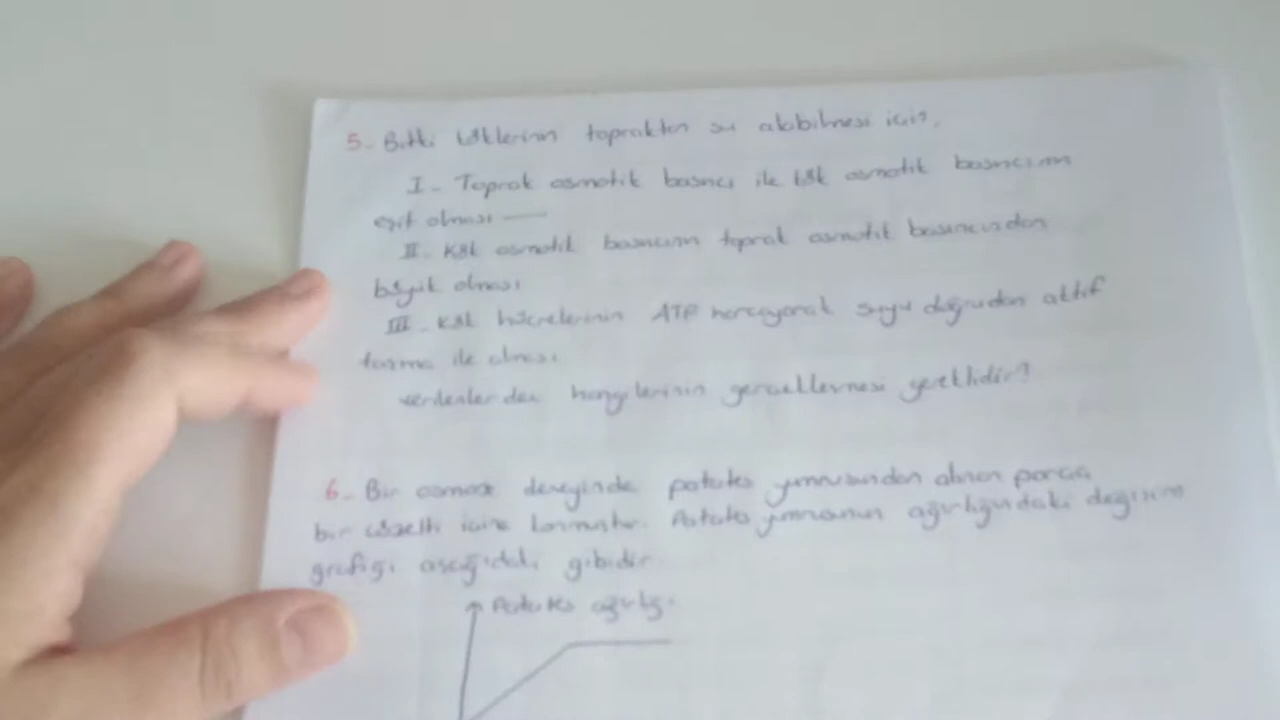 5- Bitki köklerinin topraktan su alabilmesi için,
I- Toprak osmotik basıncı ile kök osmotik basıncının
eşit olması
II- Kök osmotik basıncının toprak osmotik basıncından
büyük olması
III- Kök hücrelerinin ATP harcayarak suyu doğrudan aktif
taşıma ile alması
verilenlerden hangilerinin gerçekleşmesi gereklidir?
6- Bir osmoz deneyinde patates yumrusundan alınan parça
bir çözelti içine konmuştur. Patates yumrusunun ağırlığındaki değişim
grafiği aşağıdaki gibidir.
Patates ağırlığı